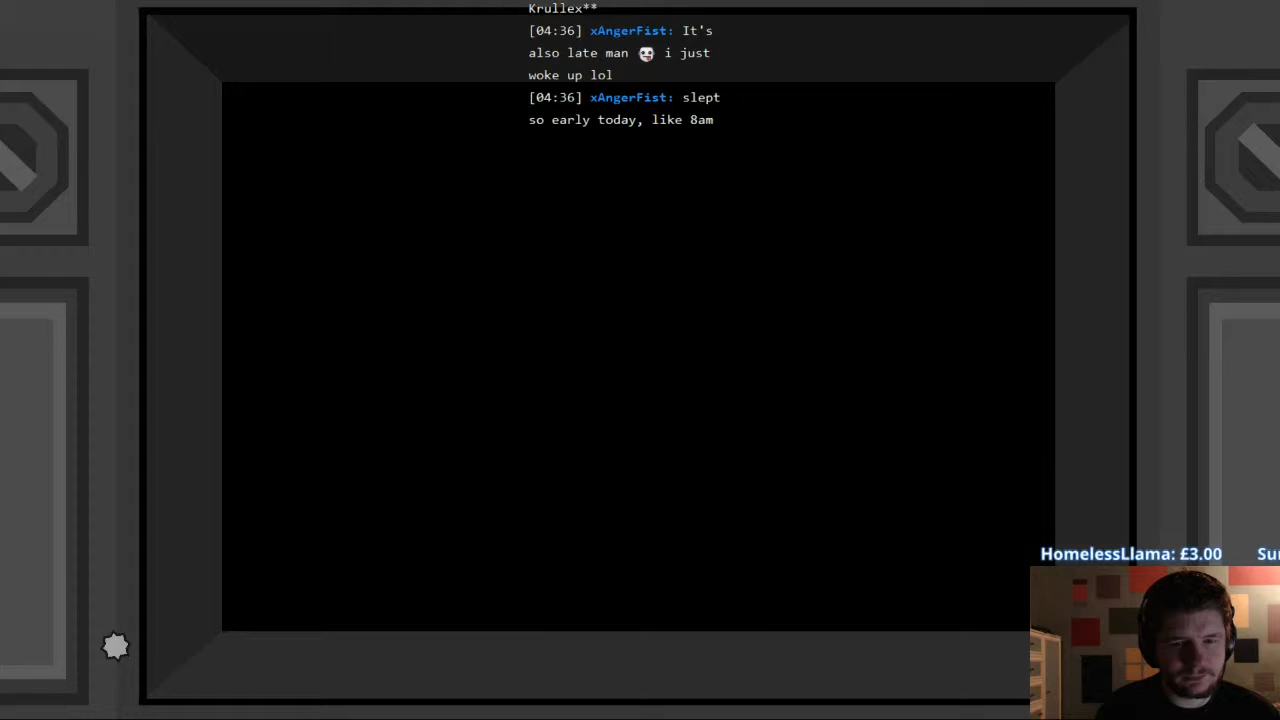 Krullex**
[04:36] xAngerFist: It's
also late man i just
woke up lol
[04:36] xAngerFist: slept
so early today, like 8am
HomelessLlama: £3.00 Su